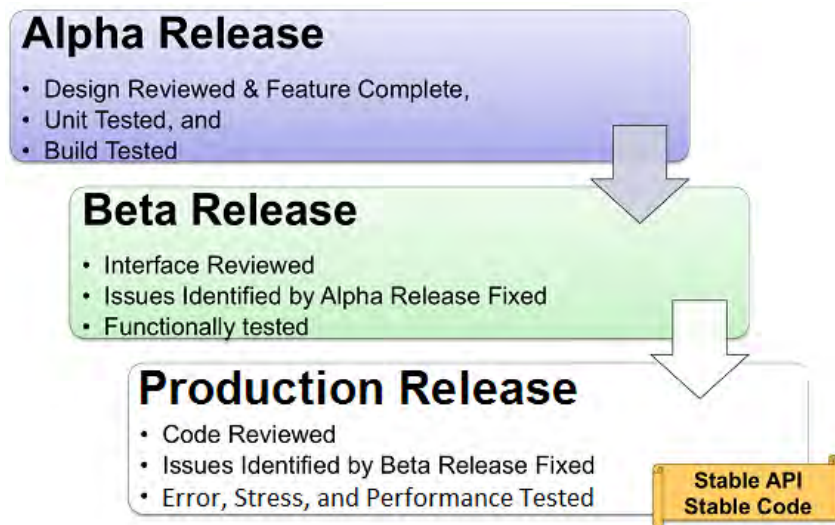 Alpha Release
• Design Reviewed & Feature Complete,
• Unit Tested, and
• Build Tested
Beta Release
• Interface Reviewed
• Issues Identified by Alpha Release Fixed
• Functionally tested
Production Release
• Code Reviewed
• Issues Identified by Beta Release Fixed
• Error, Stress, and Performance Tested
Stable API
Stable Code